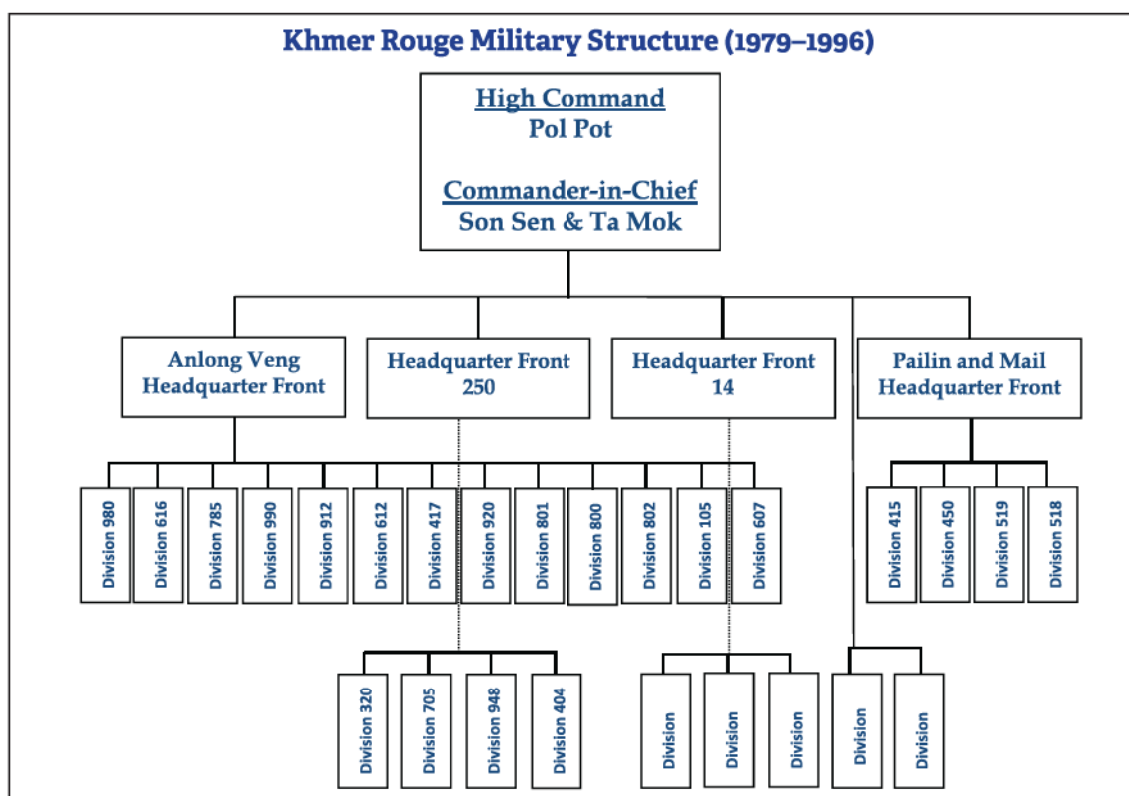 Khmer Rouge Military Structure (1979–1996)
High Command
Pol Pot
Commander-in-Chief
Son Sen & Ta Mok
Anlong Veng
Headquarter Front
Headquarter Front
250
Headquarter Front
14
Pailin and Mail
Headquarter Front
Division 980
Division 616
Division 785
Division 990
Division 912
Division 612
Division 417
Division 920
Division 801
Division 800
Division 802
Division 105
Division 607
Division 415
Division 450
Division 519
Division 518
Division 320
Division 705
Division 948
Division 404
Division
Division
Division
Division
Division